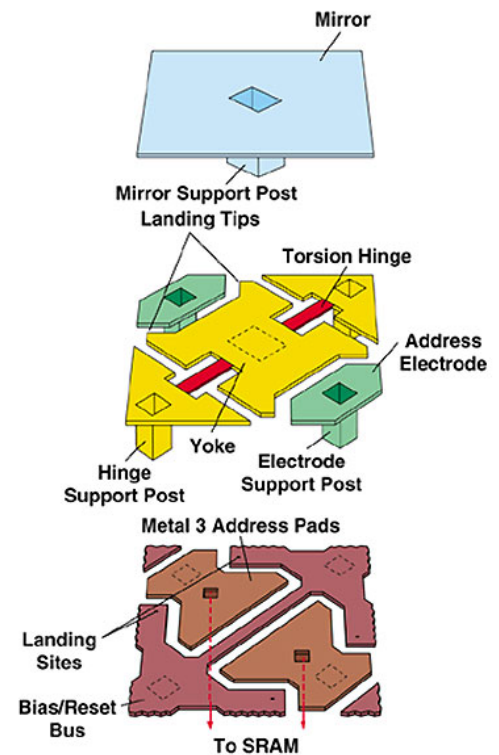 Mirror
Mirror Support Post
Landing Tips
Torsion Hinge
Address
Electrode
Yoke
Hinge
Support Post
Electrode
Support Post
Metal 3 Address Pads
Landing
Sites
Bias/Reset
Bus
To SRAM